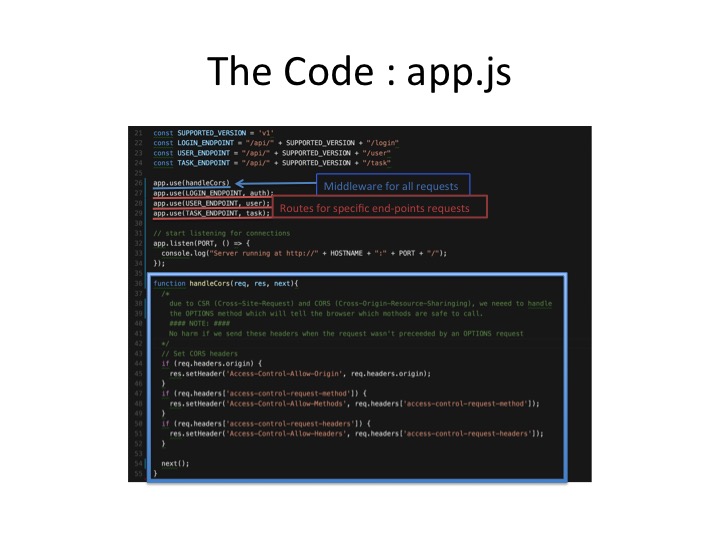 The Code : app.js
21 const SUPPORTED_VERSION = 'v1'
22 const LOGIN_ENDPOINT = "/api/" + SUPPORTED_VERSION + "/login"
23 const USER_ENDPOINT = "/api/" + SUPPORTED_VERSION + "/user"
24 const TASK_ENDPOINT = "/api/" + SUPPORTED_VERSION + "/task"
25
26 app.use(handleCors)
Middleware for all requests
27 app.use(LOGIN_ENDPOINT, auth);
28 app.use(USER_ENDPOINT, user);
Routes for specific end-points requests
29 app.use(TASK_ENDPOINT, task);
30
31 // start listening for connections
32 app.listen(PORT, () => {
33 console.log("Server running at http://" + HOSTNAME + ":" + PORT + "/");
34 });
35
36 function handleCors(req, res, next){
37 /*
38 due to CSR (Cross-Site-Request) and CORS (Cross-Origin-Resource-Sharinging), we neeed to handle
39 the OPTIONS method which will tell the browser which mothods are safe to call.
40 #### NOTE: ####
41 No harm if we send these headers when the request wasn't preceeded by an OPTIONS request
42 */
43 // Set CORS headers
44 if (req.headers.origin) {
45 res.setHeader('Access-Control-Allow-Origin', req.headers.origin);
46 }
47 if (req.headers['access-control-request-method']) {
48 res.setHeader('Access-Control-Allow-Methods', req.headers['access-control-request-method']);
49 }
50 if (req.headers['access-control-request-headers']) {
51 res.setHeader('Access-Control-Allow-Headers', req.headers['access-control-request-headers']);
52 }
53
54 next();
55 }